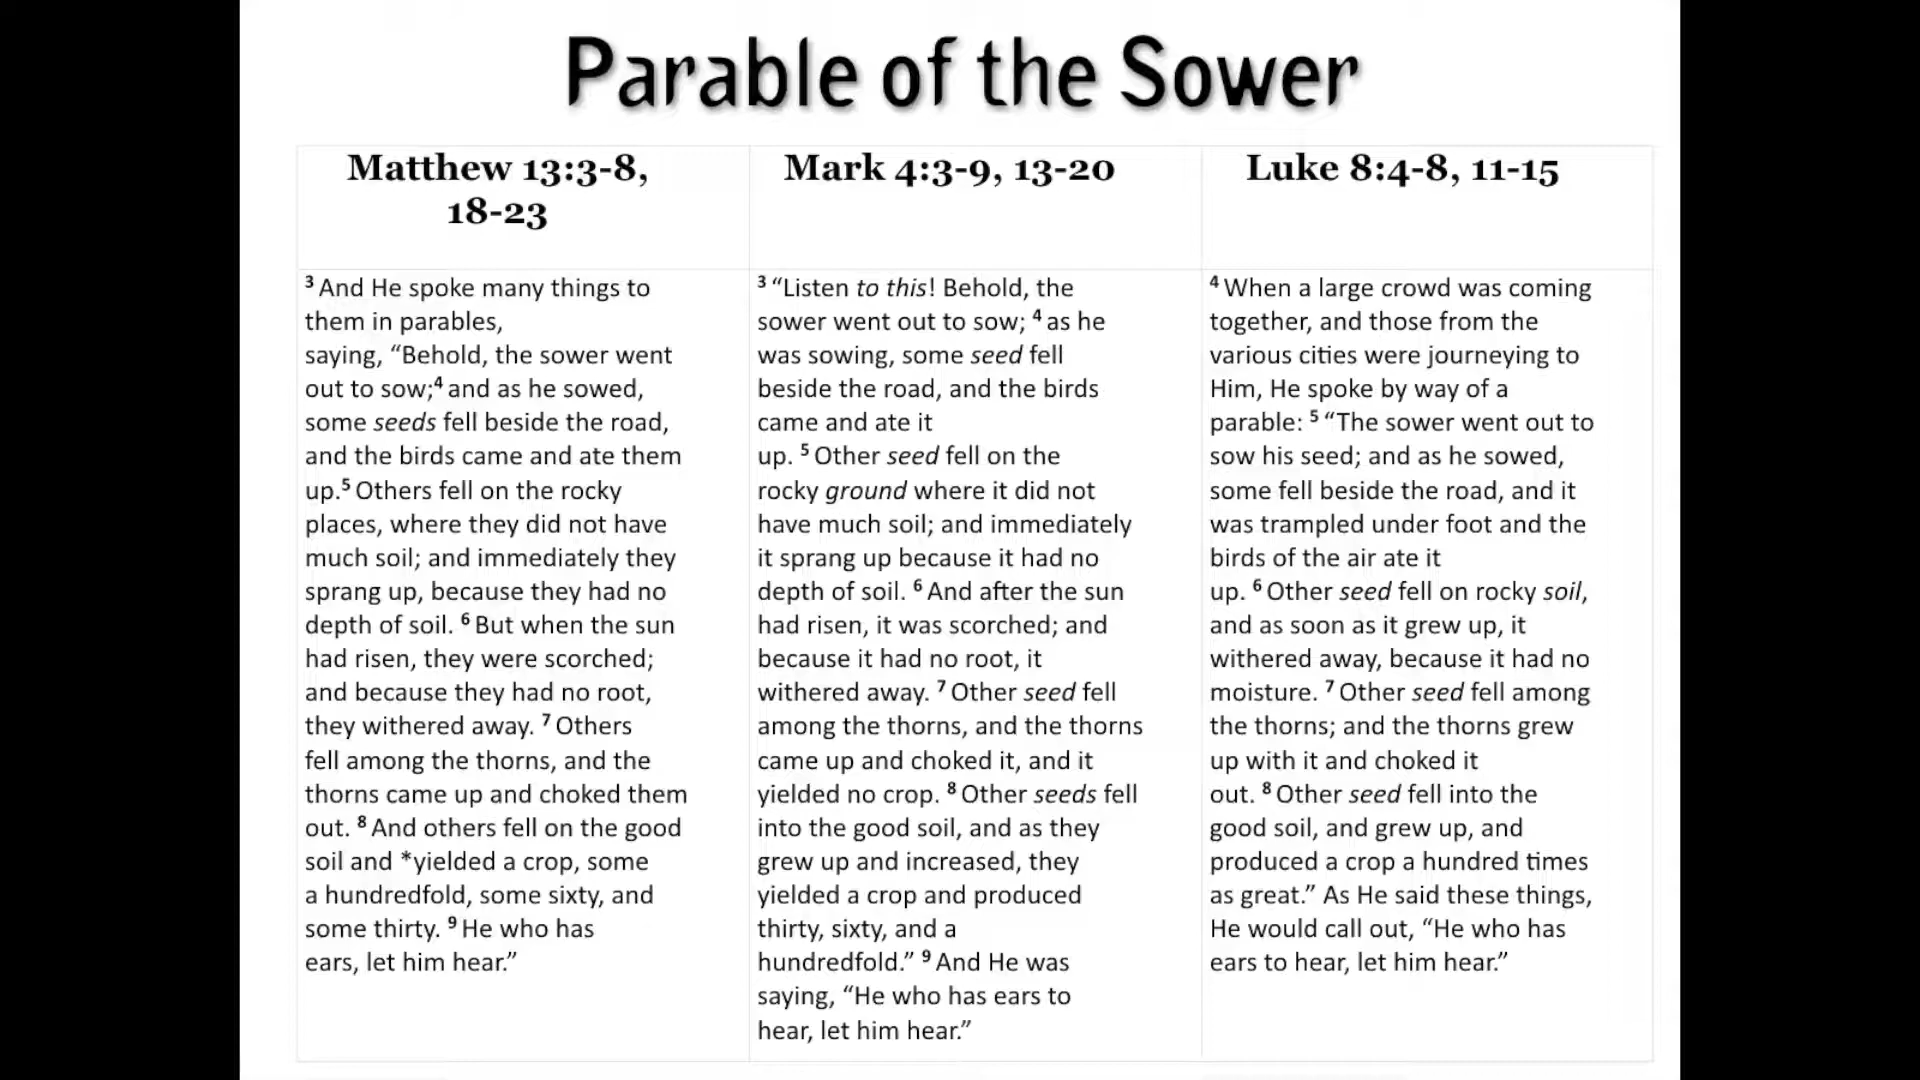 Parable of the Sower
Matthew 13:3-8,
18-23
Mark 4:3-9, 13-20
Luke 8:4-8, 11-15
3 And He spoke many things to
them in parables,
saying, “Behold, the sower went
out to sow;4 and as he sowed,
some seeds fell beside the road,
and the birds came and ate them
up.5 Others fell on the rocky
places, where they did not have
much soil; and immediately they
sprang up, because they had no
depth of soil. 6 But when the sun
had risen, they were scorched;
and because they had no root,
they withered away. 7 Others
fell among the thorns, and the
thorns came up and choked them
out. 8 And others fell on the good
soil and *yielded a crop, some
a hundredfold, some sixty, and
some thirty. 9 He who has
ears, let him hear.”
3 “Listen to this! Behold, the
sower went out to sow; 4 as he
was sowing, some seed fell
beside the road, and the birds
came and ate it
up. 5 Other seed fell on the
rocky ground where it did not
have much soil; and immediately
it sprang up because it had no
depth of soil. 6 And after the sun
had risen, it was scorched; and
because it had no root, it
withered away. 7 Other seed fell
among the thorns, and the thorns
came up and choked it, and it
yielded no crop. 8 Other seeds fell
into the good soil, and as they
grew up and increased, they
yielded a crop and produced
thirty, sixty, and a
hundredfold.” 9 And He was
saying, “He who has ears to
hear, let him hear.”
4 When a large crowd was coming
together, and those from the
various cities were journeying to
Him, He spoke by way of a
parable: 5 “The sower went out to
sow his seed; and as he sowed,
some fell beside the road, and it
was trampled under foot and the
birds of the air ate it
up. 6 Other seed fell on rocky soil,
and as soon as it grew up, it
withered away, because it had no
moisture. 7 Other seed fell among
the thorns; and the thorns grew
up with it and choked it
out. 8 Other seed fell into the
good soil, and grew up, and
produced a crop a hundred times
as great.” As He said these things,
He would call out, “He who has
ears to hear, let him hear.”